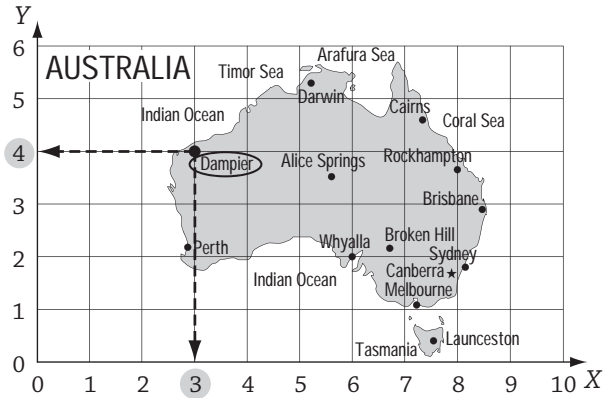 Y
6
AUSTRALIA
Arafura Sea
Timor Sea
5
Darwin
Indian Ocean
Cairns
Coral Sea
4
Dampier
Alice Springs
Rockhampton
3
Brisbane
Perth
Whyalla
Broken Hill
Sydney
2
Indian Ocean
Canberra
Melbourne
1
Tasmania
Launceston
0
0 1 2 3 4 5 6 7 8 9 10 X